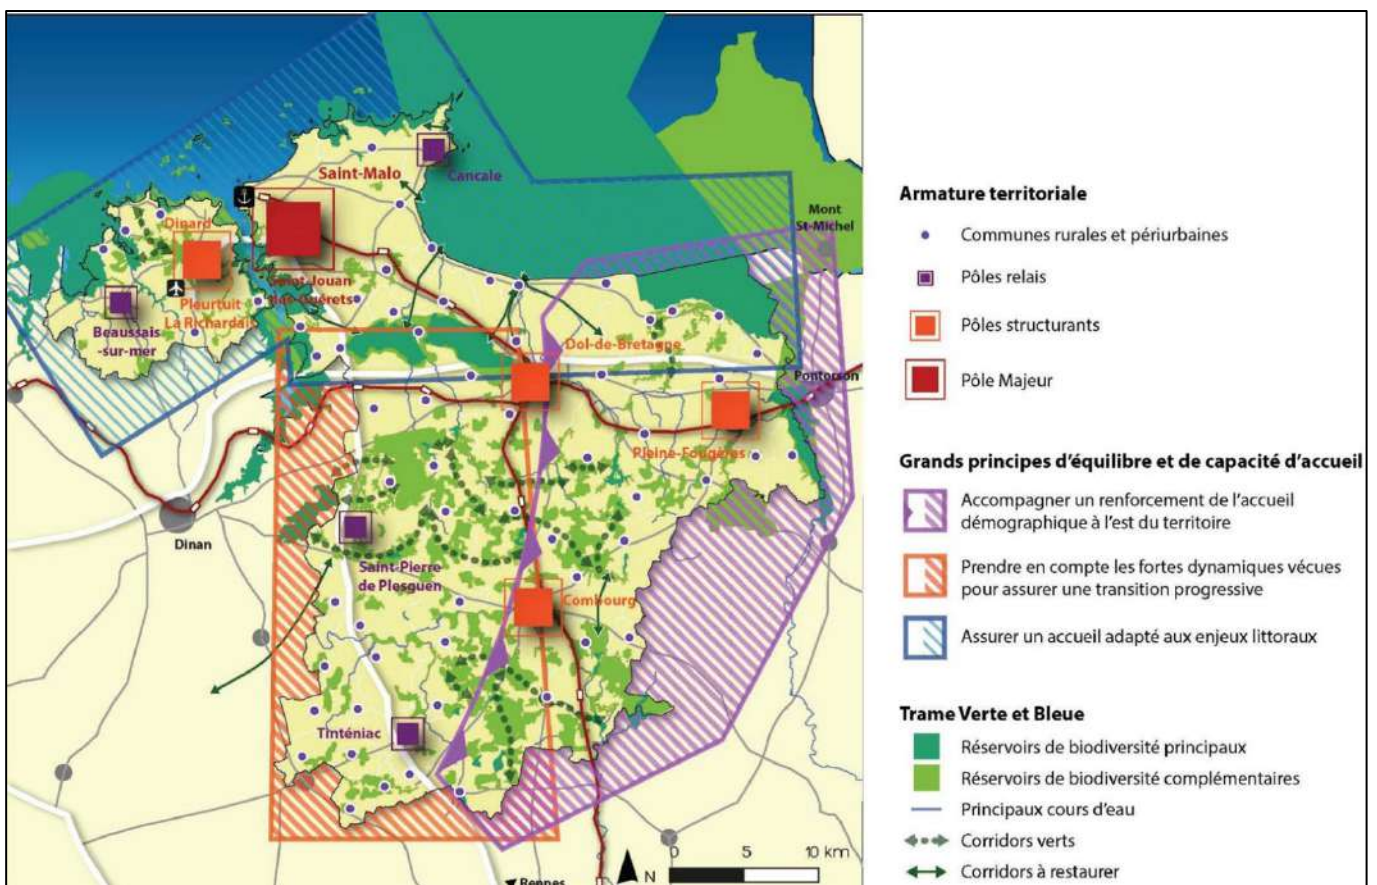 Saint-Malo
Cancale
Mont
St-Michel
Dinard
Saint-Jouan
des-Guérets
Pleurtuit
La Richardais
Beaussais
-sur-mer
Dol-de-Bretagne
Pontorson
Pleine-Fougères
Dinan
Saint-Pierre
de Plesguen
Combourg
Tinténiac
Rennes
N
0 5 10 km
Armature territoriale
Communes rurales et périurbaines
Pôles relais
Pôles structurants
Pôle Majeur
Grands principes d'équilibre et de capacité d'accueil
Accompagner un renforcement de l'accueil
démographique à l'est du territoire
Prendre en compte les fortes dynamiques vécues
pour assurer une transition progressive
Assurer un accueil adapté aux enjeux littoraux
Trame Verte et Bleue
Réservoirs de biodiversité principaux
Réservoirs de biodiversité complémentaires
Principaux cours d'eau
Corridors verts
Corridors à restaurer